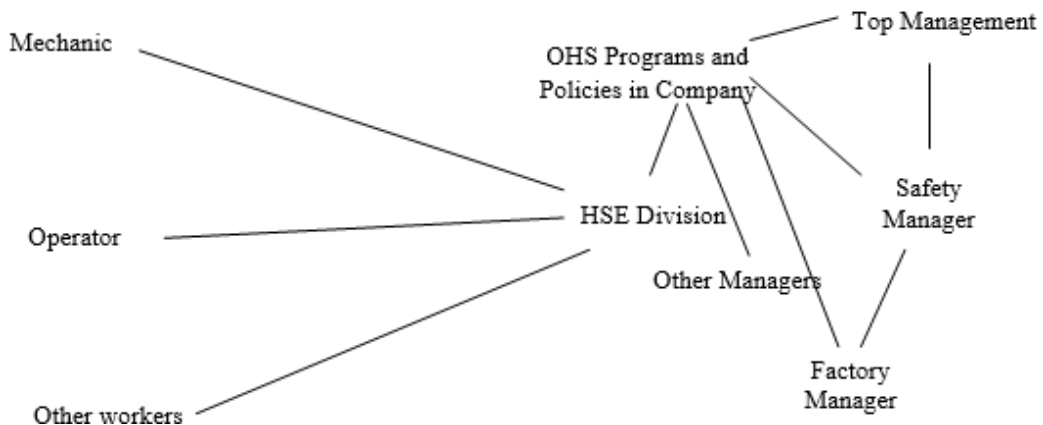 Top Management
Mechanic
OHS Programs and
Policies in Company
Safety
Manager
HSE Division
Operator
Other Managers
Factory
Manager
Other workers